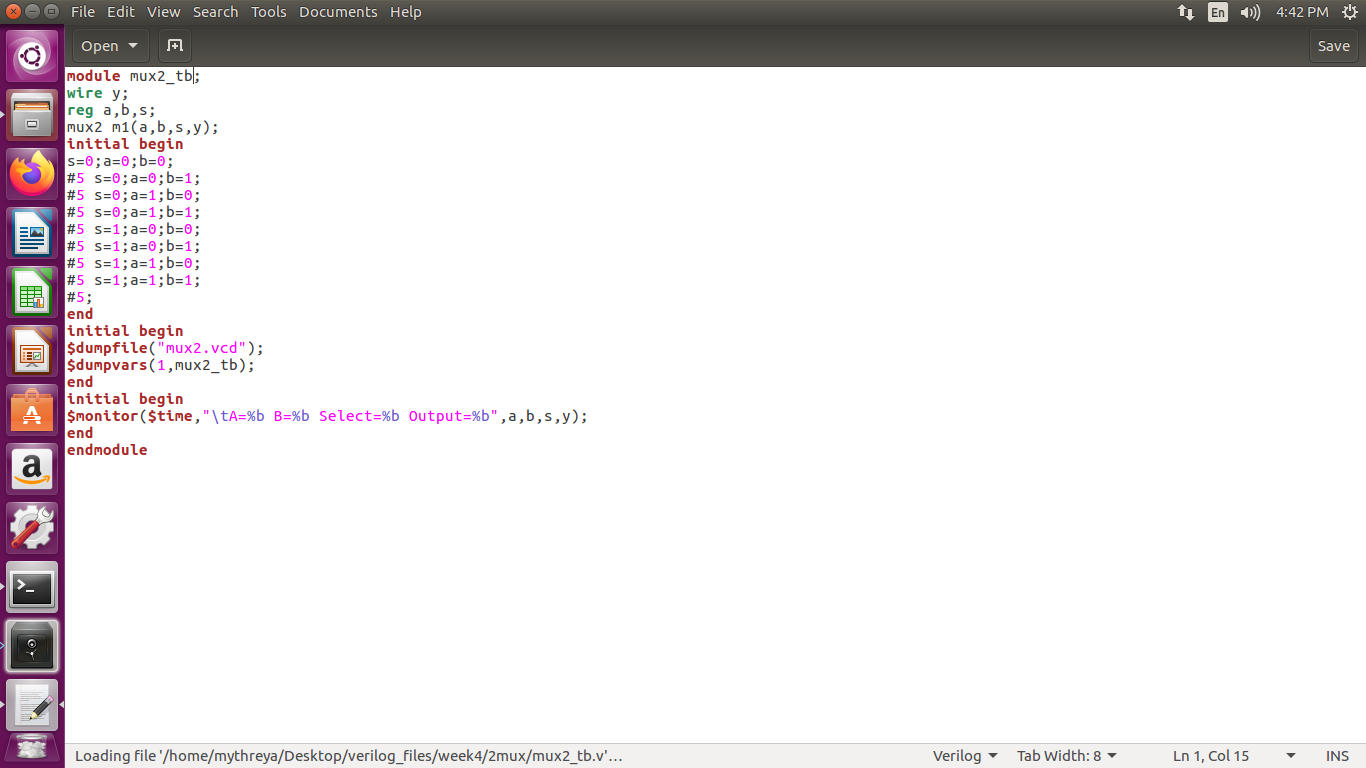 File Edit View Search Tools Documents Help En 4:42 PM
Open Save
module mux2_tb;
wire y;
reg a,b,s;
mux2 m1(a,b,s,y);
initial begin
s=0;a=0;b=0;
#5 s=0;a=0;b=1;
#5 s=0;a=1;b=0;
#5 s=0;a=1;b=1;
#5 s=1;a=0;b=0;
#5 s=1;a=0;b=1;
#5 s=1;a=1;b=0;
#5 s=1;a=1;b=1;
#5;
end
initial begin
$dumpfile("mux2.vcd");
$dumpvars(1,mux2_tb);
end
initial begin
$monitor($time,"\tA=%b B=%b Select=%b Output=%b",a,b,s,y);
end
endmodule
Loading file '/home/mythreya/Desktop/verilog_files/week4/2mux/mux2_tb.v'… Verilog Tab Width: 8 Ln 1, Col 15 INS